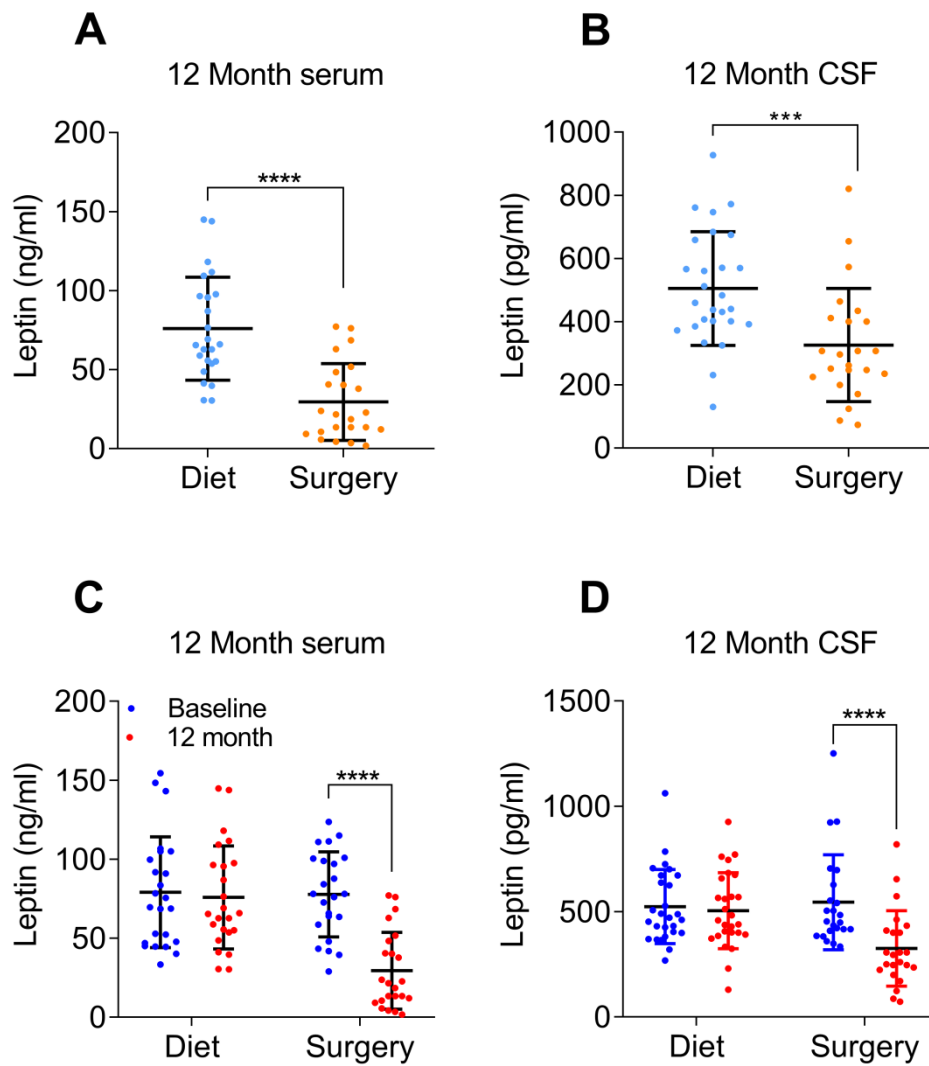 A
12 Month serum
Leptin (ng/ml)
200
150
100
50
0
****
Diet
Surgery
B
12 Month CSF
Leptin (pg/ml)
1000
800
600
400
200
0
***
Diet
Surgery
C
12 Month serum
Leptin (ng/ml)
200
150
100
50
0
Baseline
12 month
****
Diet
Surgery
D
12 Month CSF
Leptin (pg/ml)
1500
1000
500
0
****
Diet
Surgery